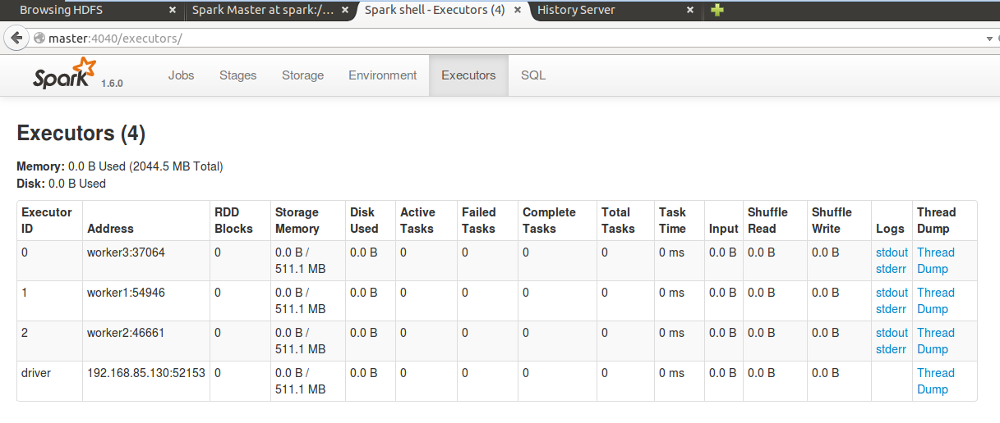 Browsing HDFS × Spark Master at spark:/... × Spark shell - Executors (4) × History Server ×
master:4040/executors/
Spark 1.6.0 Jobs Stages Storage Environment Executors SQL
Executors (4)
Memory: 0.0 B Used (2044.5 MB Total)
Disk: 0.0 B Used
Executor RDD Storage Disk Active Failed Complete Total Task Shuffle Shuffle Thread
ID Address Blocks Memory Used Tasks Tasks Tasks Tasks Time Input Read Write Logs Dump
0 worker3:37064 0 0.0 B / 0.0 B 0 0 0 0 0 ms 0.0 B 0.0 B 0.0 B stdout Thread
511.1 MB stderr Dump
1 worker1:54946 0 0.0 B / 0.0 B 0 0 0 0 0 ms 0.0 B 0.0 B 0.0 B stdout Thread
511.1 MB stderr Dump
2 worker2:46661 0 0.0 B / 0.0 B 0 0 0 0 0 ms 0.0 B 0.0 B 0.0 B stdout Thread
511.1 MB stderr Dump
driver 192.168.85.130:52153 0 0.0 B / 0.0 B 0 0 0 0 0 ms 0.0 B 0.0 B 0.0 B Thread
511.1 MB Dump